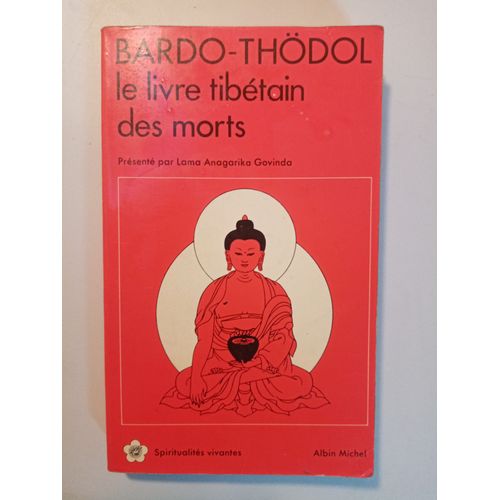 BARDO-THÖDOL
le livre tibétain
des morts
Présenté par Lama Anagarika Govinda
Spiritualités vivantes
Albin Michel